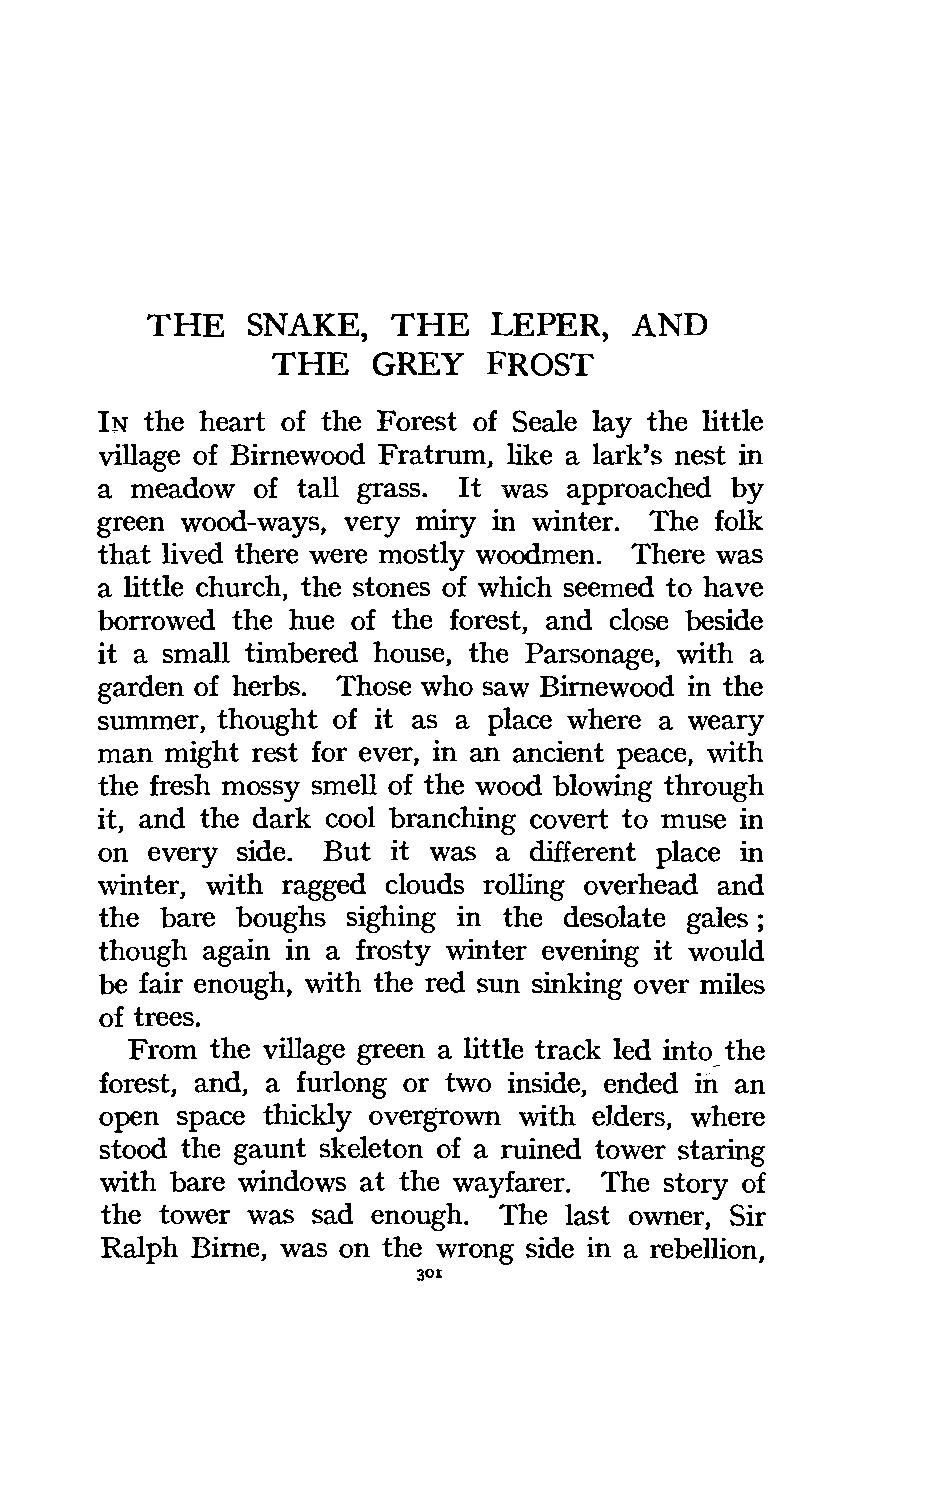 THE SNAKE, THE LEPER, AND
THE GREY FROST
IN the heart of the Forest of Seale lay the little
village of Birnewood Fratrum, like a lark's nest in
a meadow of tall grass. It was approached by
green wood-ways, very miry in winter. The folk
that lived there were mostly woodmen. There was
a little church, the stones of which seemed to have
borrowed the hue of the forest, and close beside
it a small timbered house, the Parsonage, with a
garden of herbs. Those who saw Birnewood in the
summer, thought of it as a place where a weary
man might rest for ever, in an ancient peace, with
the fresh mossy smell of the wood blowing through
it, and the dark cool branching covert to muse in
on every side. But it was a different place in
winter, with ragged clouds rolling overhead and
the bare boughs sighing in the desolate gales ;
though again in a frosty winter evening it would
be fair enough, with the red sun sinking over miles
of trees.
From the village green a little track led into the
forest, and, a furlong or two inside, ended in an
open space thickly overgrown with elders, where
stood the gaunt skeleton of a ruined tower staring
with bare windows at the wayfarer. The story of
the tower was sad enough. The last owner, Sir
Ralph Birne, was on the wrong side in a rebellion,
301